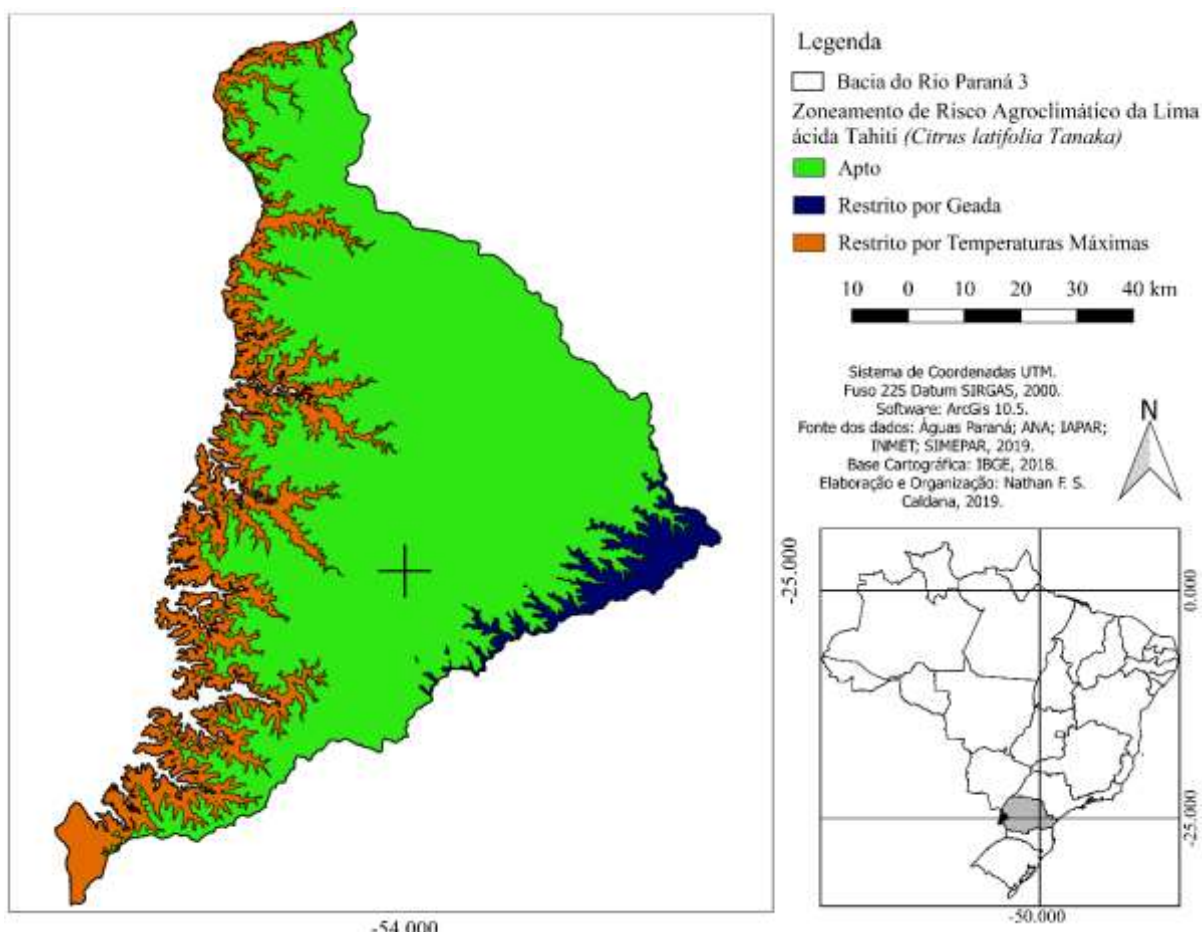 Legenda
Bacia do Rio Paraná 3
Zoneamento de Risco Agroclimático da Lima
ácida Tahiti (Citrus latifolia Tanaka)
Apto
Restrito por Geada
Restrito por Temperaturas Máximas
10 0 10 20 30 40 km
Sistema de Coordenadas UTM.
Fuso 22S Datum SIRGAS, 2000.
Software: ArcGis 10.5.
Fonte dos dados: Águas Paraná; ANA; IAPAR;
INMET; SIMEPAR, 2019.
Base Cartográfica: IBGE, 2018.
Elaboração e Organização: Nathan F. S.
Caldana, 2019.
N
-25.000
0.000
-25.000
-50.000
-54.000